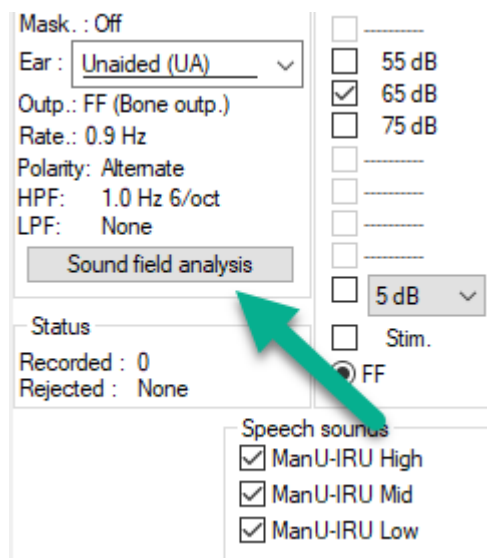 Mask. : Off
Ear : Unaided (UA)
Outp.: FF (Bone outp.)
Rate.: 0.9 Hz
Polarity: Alternate
HPF: 1.0 Hz 6/oct
LPF: None
Sound field analysis
Status
Recorded : 0
Rejected : None
----------
55 dB
65 dB
75 dB
----------
----------
----------
----------
5 dB
Stim.
FF
Speech sounds
ManU-IRU High
ManU-IRU Mid
ManU-IRU Low